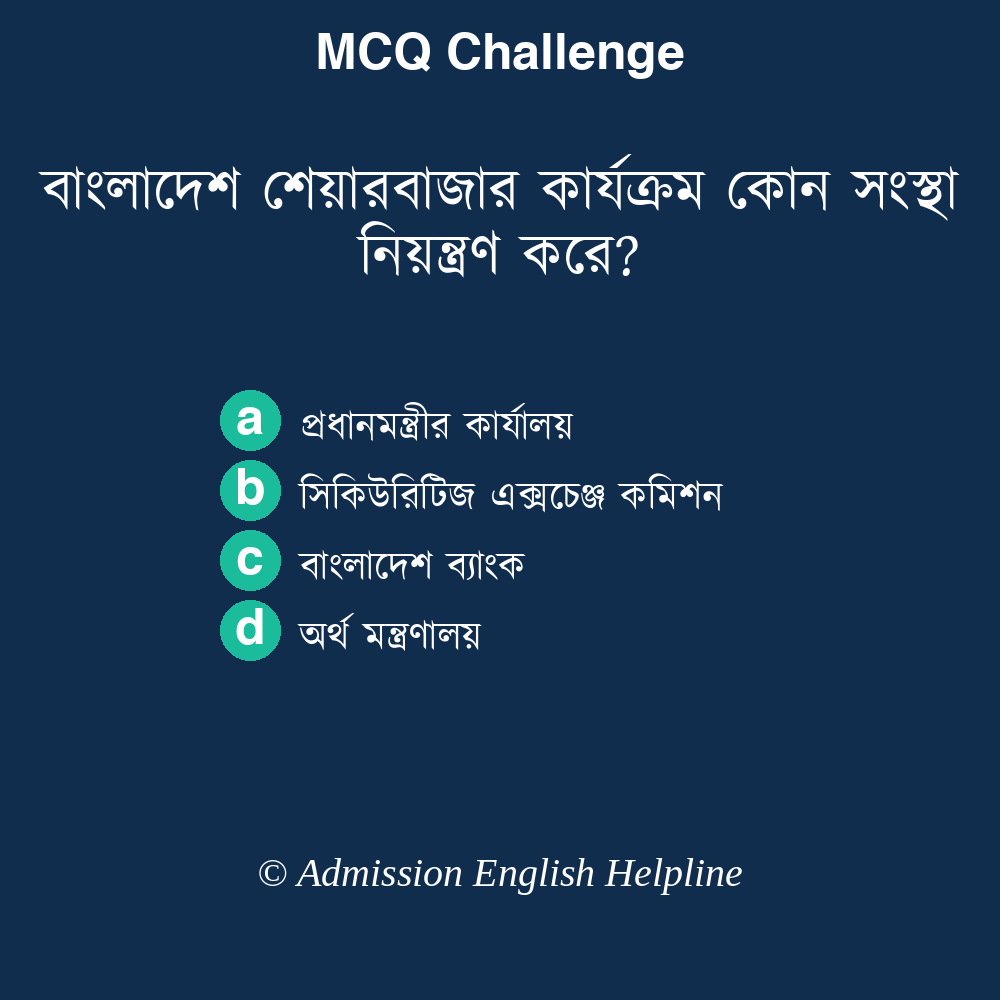 MCQ Challenge
বাংলাদেশ শেয়ারবাজার কার্যক্রম কোন সংস্থা
নিয়ন্ত্রণ করে?
a প্রধানমন্ত্রীর কার্যালয়
b সিকিউরিটিজ এক্সচেঞ্জ কমিশন
c বাংলাদেশ ব্যাংক
d অর্থ মন্ত্রণালয়
© Admission English Helpline